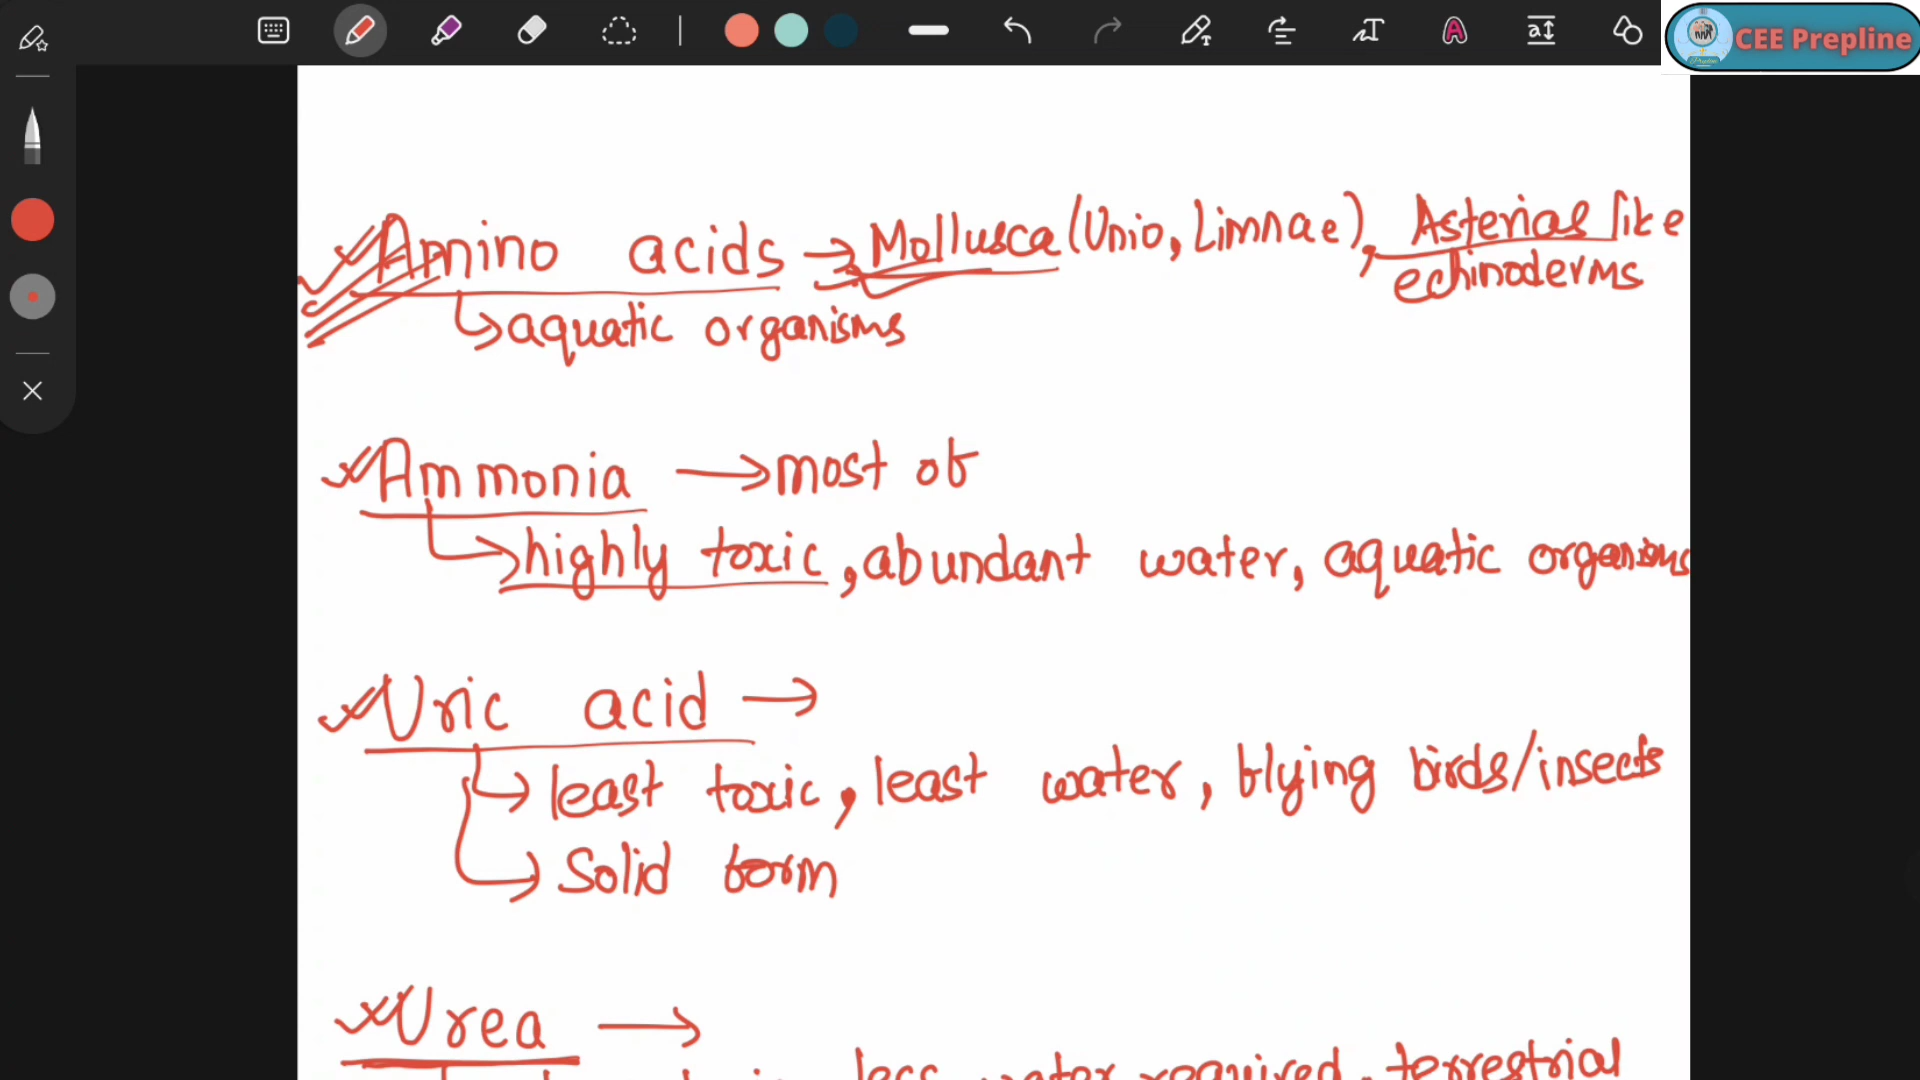 CEE Prepline
Amino acids → Mollusca (Unio, Limnae), Asterias like
echinoderms
↳ aquatic organisms
Ammonia → most of
↳ highly toxic, abundant water, aquatic organisms
Uric acid →
↳ least toxic, least water, flying birds/insects
↳ Solid form
Urea →
less water required, terrestrial